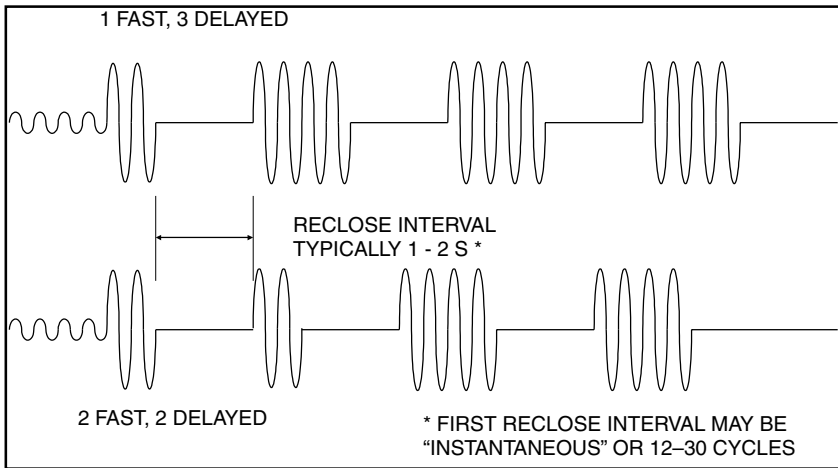 1 FAST, 3 DELAYED
RECLOSE INTERVAL
TYPICALLY 1 - 2 S *
2 FAST, 2 DELAYED
* FIRST RECLOSE INTERVAL MAY BE
“INSTANTANEOUS” OR 12–30 CYCLES